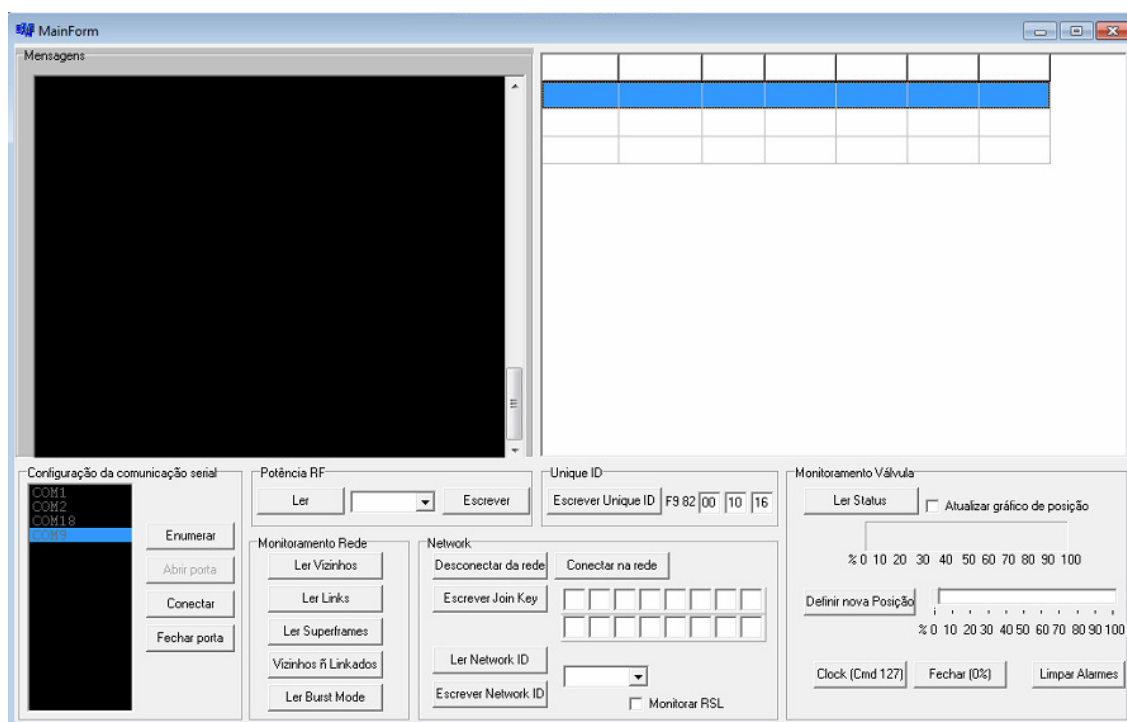 MainForm
Mensagens
Configuração da comunicação serial
COM1
COM2
COM18
COM9
Enumerar
Abrir porta
Conectar
Fechar porta
Potência RF
Ler
Escrever
Monitoramento Rede
Ler Vizinhos
Ler Links
Ler Superframes
Vizinhos ñ Linkados
Ler Burst Mode
Network
Desconectar da rede
Conectar na rede
Escrever Join Key
Ler Network ID
Escrever Network ID
Monitorar RSL
Unique ID
Escrever Unique ID F9 82 00 10 16
Monitoramento Válvula
Ler Status
Atualizar gráfico de posição
% 0 10 20 30 40 50 60 70 80 90 100
Definir nova Posição
% 0 10 20 30 40 50 60 70 80 90 100
Clock (Cmd 127)
Fechar (0%)
Limpar Alarmes